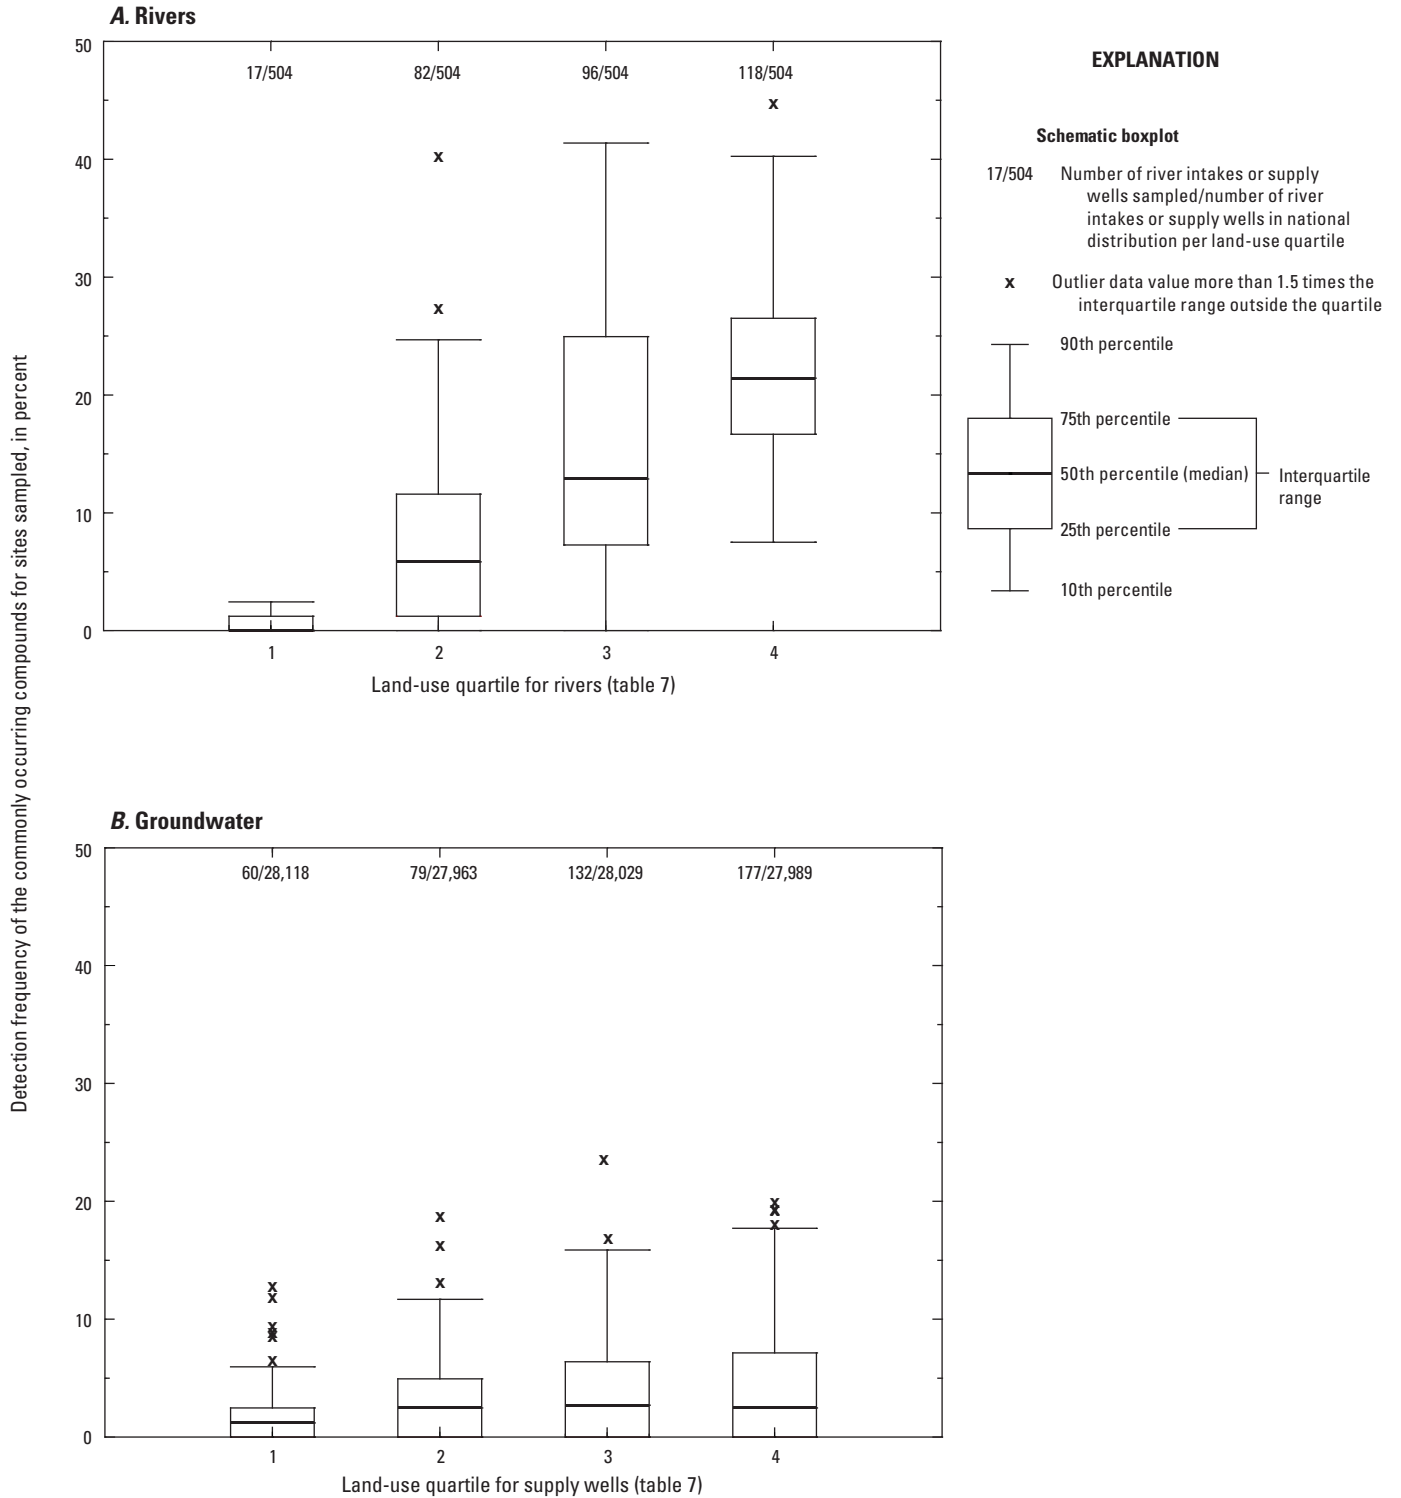 A. Rivers
50
40
30
20
10
0
17/504
82/504
96/504
118/504
x
x
x
1
2
3
4
Land-use quartile for rivers (table 7)
EXPLANATION
Schematic boxplot
17/504
Number of river intakes or supply
wells sampled/number of river
intakes or supply wells in national
distribution per land-use quartile
x
Outlier data value more than 1.5 times the
interquartile range outside the quartile
90th percentile
75th percentile
50th percentile (median)
25th percentile
10th percentile
Interquartile
range
Detection frequency of the commonly occurring compounds for sites sampled, in percent
B. Groundwater
50
40
30
20
10
0
60/28,118
79/27,963
132/28,029
177/27,989
x
x
x
x
x
x
x
x
x
x
x
x
x
x
1
2
3
4
Land-use quartile for supply wells (table 7)